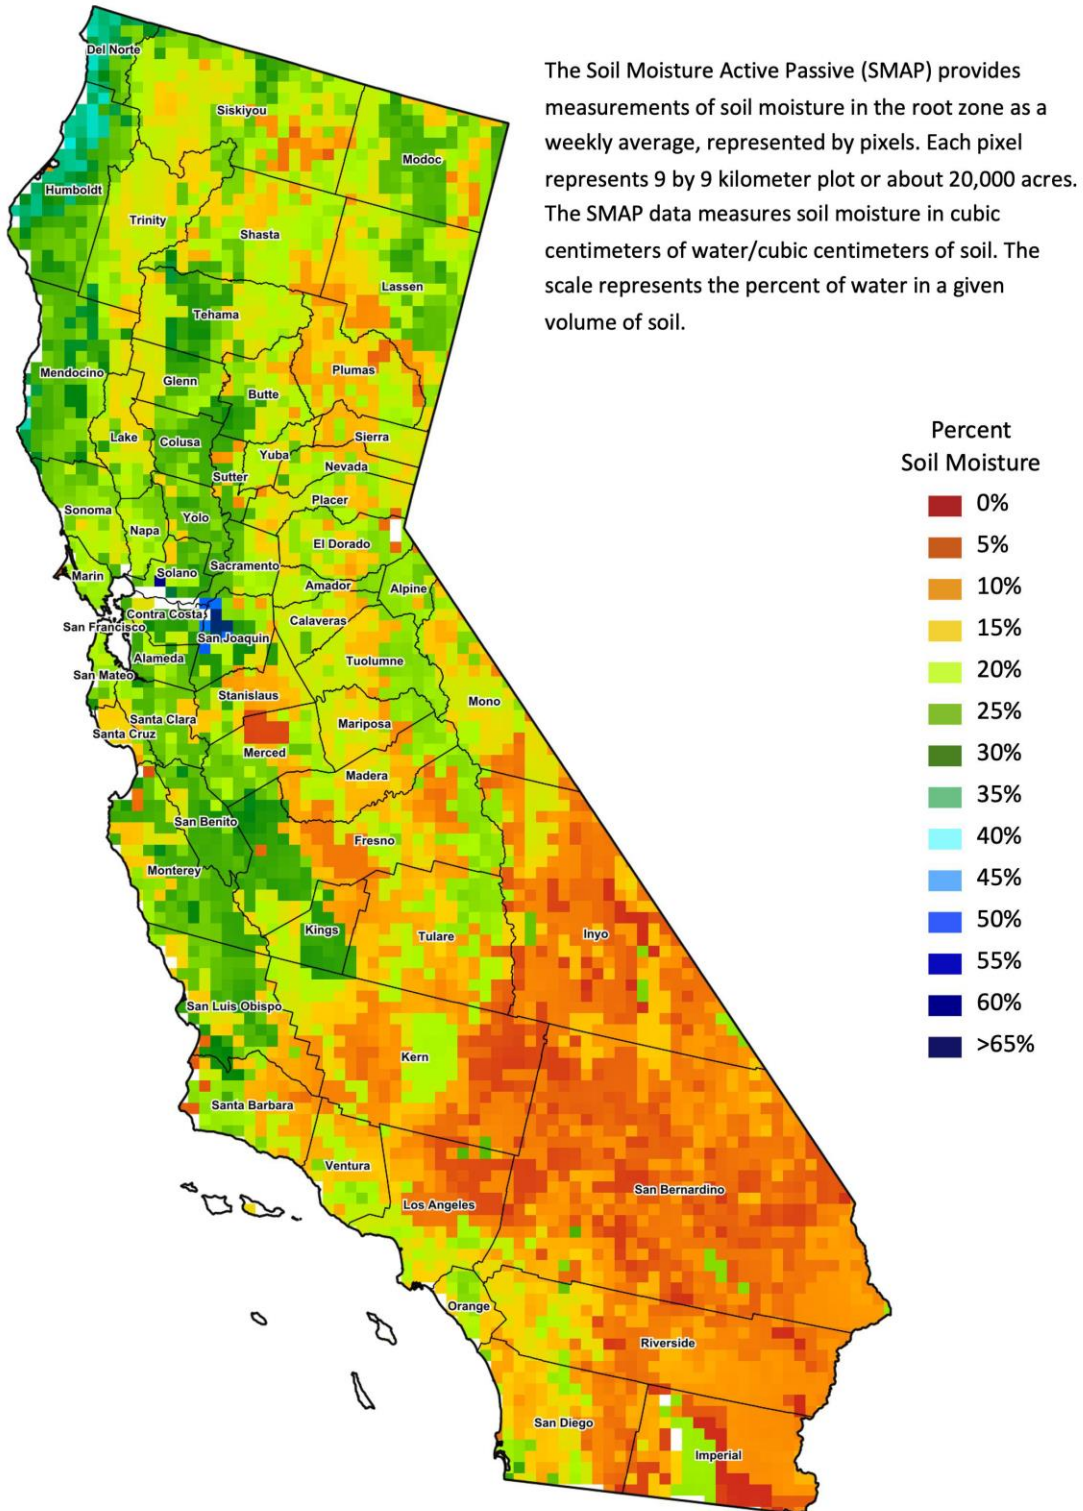 The Soil Moisture Active Passive (SMAP) provides
measurements of soil moisture in the root zone as a
weekly average, represented by pixels. Each pixel
represents 9 by 9 kilometer plot or about 20,000 acres.
The SMAP data measures soil moisture in cubic
centimeters of water/cubic centimeters of soil. The
scale represents the percent of water in a given
volume of soil.
Percent
Soil Moisture
0%
5%
10%
15%
20%
25%
30%
35%
40%
45%
50%
55%
60%
>65%
Del Norte
Siskiyou
Modoc
Humboldt
Trinity
Shasta
Lassen
Tehama
Mendocino
Plumas
Glenn
Butte
Lake
Colusa
Sierra
Yuba
Nevada
Sutter
Placer
Sonoma
Yolo
Napa
El Dorado
Sacramento
Solano
Marin
Amador
Alpine
Contra Costa
San Francisco
Calaveras
San Joaquin
Alameda
Tuolumne
San Mateo
Stanislaus
Mono
Santa Clara
Mariposa
Santa Cruz
Merced
Madera
San Benito
Fresno
Monterey
Kings
Tulare
Inyo
San Luis Obispo
Kern
Santa Barbara
Ventura
San Bernardino
Los Angeles
Orange
Riverside
San Diego
Imperial